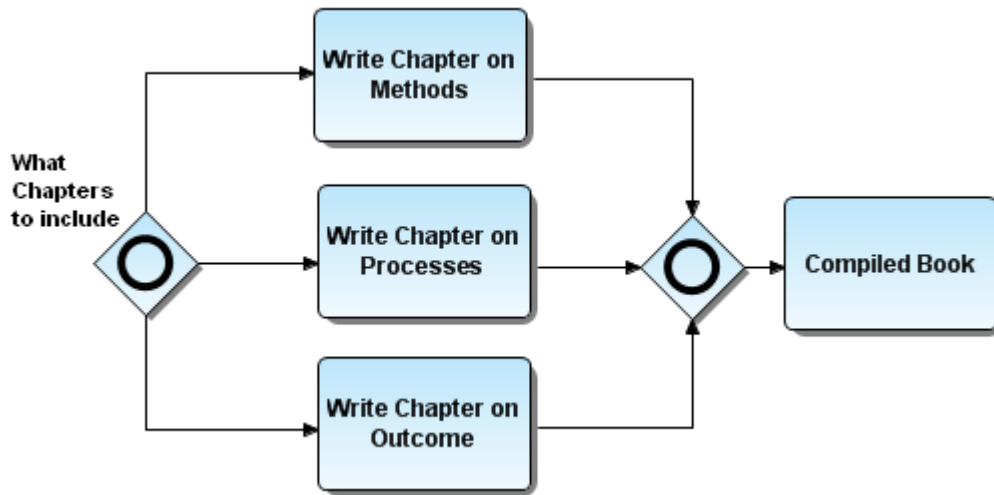 Write Chapter on
Methods
What
Chapters
to include
Write Chapter on
Processes
Compiled Book
Write Chapter on
Outcome